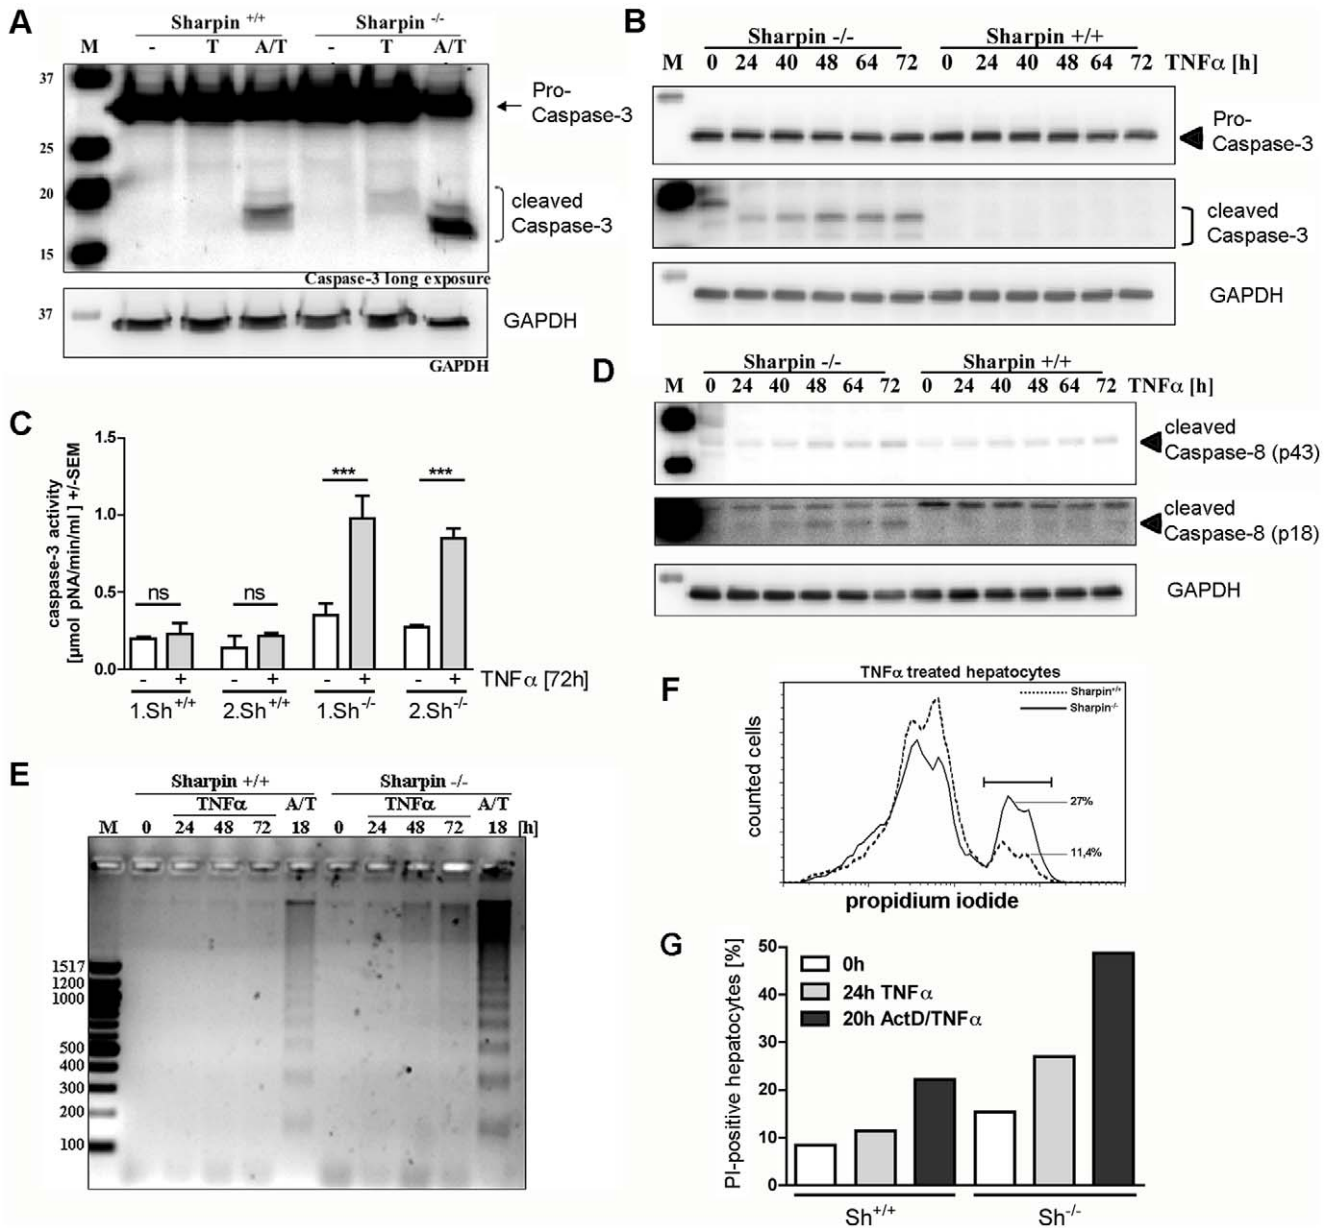 A
Sharpin +/+ Sharpin -/-
M - T A/T - T A/T
37
25
20
15
Pro-
Caspase-3
cleaved
Caspase-3
Caspase-3 long exposure
37
GAPDH
GAPDH
B
Sharpin -/- Sharpin +/+
M 0 24 40 48 64 72 0 24 40 48 64 72 TNFα [h]
Pro-
Caspase-3
cleaved
Caspase-3
GAPDH
C
caspase-3 activity
[µmol pNA/min/ml ] +/-SEM
1.5
1.0
0.5
0.0
ns ns *** ***
- + - + - + - + TNFα [72h]
1.Sh+/+ 2.Sh+/+ 1.Sh-/- 2.Sh-/-
D
Sharpin -/- Sharpin +/+
M 0 24 40 48 64 72 0 24 40 48 64 72 TNFα [h]
cleaved
Caspase-8 (p43)
cleaved
Caspase-8 (p18)
GAPDH
E
Sharpin +/+ Sharpin -/-
TNFα A/T TNFα A/T
M 0 24 48 72 18 0 24 48 72 18 [h]
1517
1200
1000
500
400
300
200
100
F
TNFα treated hepatocytes
Sharpin+/+
Sharpin-/-
counted cells
27%
11,4%
propidium iodide
G
PI-positive hepatocytes [%]
50
40
30
20
10
0
0h
24h TNFα
20h ActD/TNFα
Sh+/+ Sh-/-